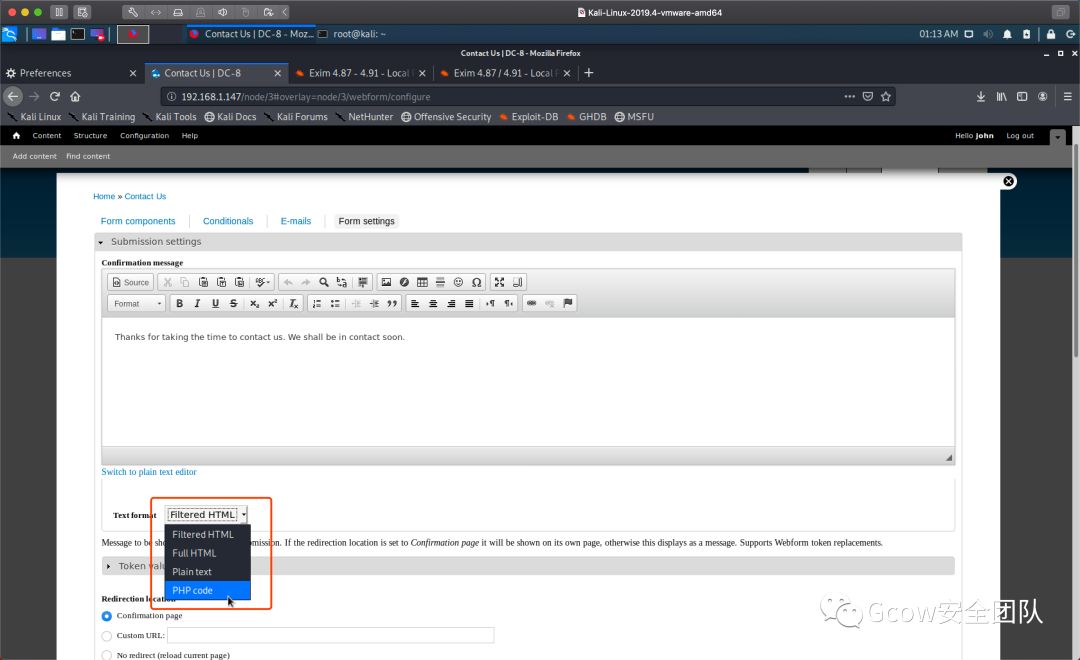 Kali-Linux-2019.4-vmware-amd64
Contact Us | DC-8 - Moz... root@kali: ~ 01:13 AM
Contact Us | DC-8 - Mozilla Firefox
Preferences Contact Us | DC-8 Exim 4.87 - 4.91 - Local Exim 4.87 / 4.91 - Local
192.168.1.147/node/3#overlay=node/3/webform/configure
Kali Linux Kali Training Kali Tools Kali Docs Kali Forums NetHunter Offensive Security Exploit-DB GHDB MSFU
Content Structure Configuration Help Hello john Log out
Add content Find content
Home » Contact Us
Form components Conditionals E-mails Form settings
Submission settings
Confirmation message
Source
Format B I U S x₂ x² Tx
Thanks for taking the time to contact us. We shall be in contact soon.
Switch to plain text editor
Text format Filtered HTML
Filtered HTML
Full HTML
Plain text
PHP code
Message to be sh mission. If the redirection location is set to Confirmation page it will be shown on its own page, otherwise this displays as a message. Supports Webform token replacements.
Token valu
Redirection location
Confirmation page
Custom URL:
No redirect (reload current page)
Gcow安全团队